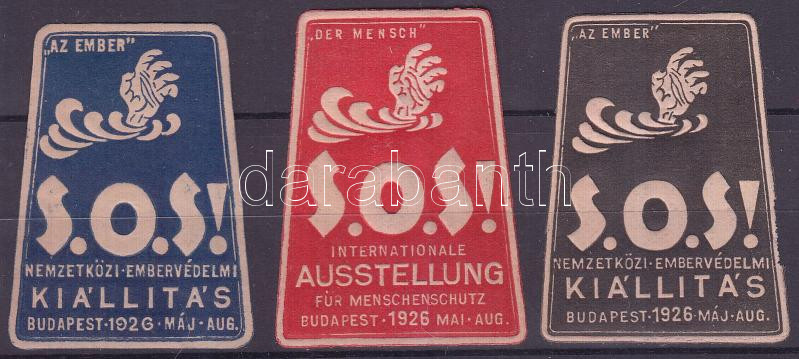 „AZ EMBER”
S.O.S!
NEMZETKÖZI·EMBERVÉDELMI
KIÁLLITÁS
BUDAPEST·1926·MÁJ·AUG.
„DER MENSCH”
S.O.S!
INTERNATIONALE
AUSSTELLUNG
FÜR MENSCHENSCHUTZ
BUDAPEST·1926 MAI·AUG.
„AZ EMBER”
S.O.S!
NEMZETKÖZI·EMBERVÉDELMI
KIÁLLITÁS
BUDAPEST·1926·MÁJ·AUG.
darabanth